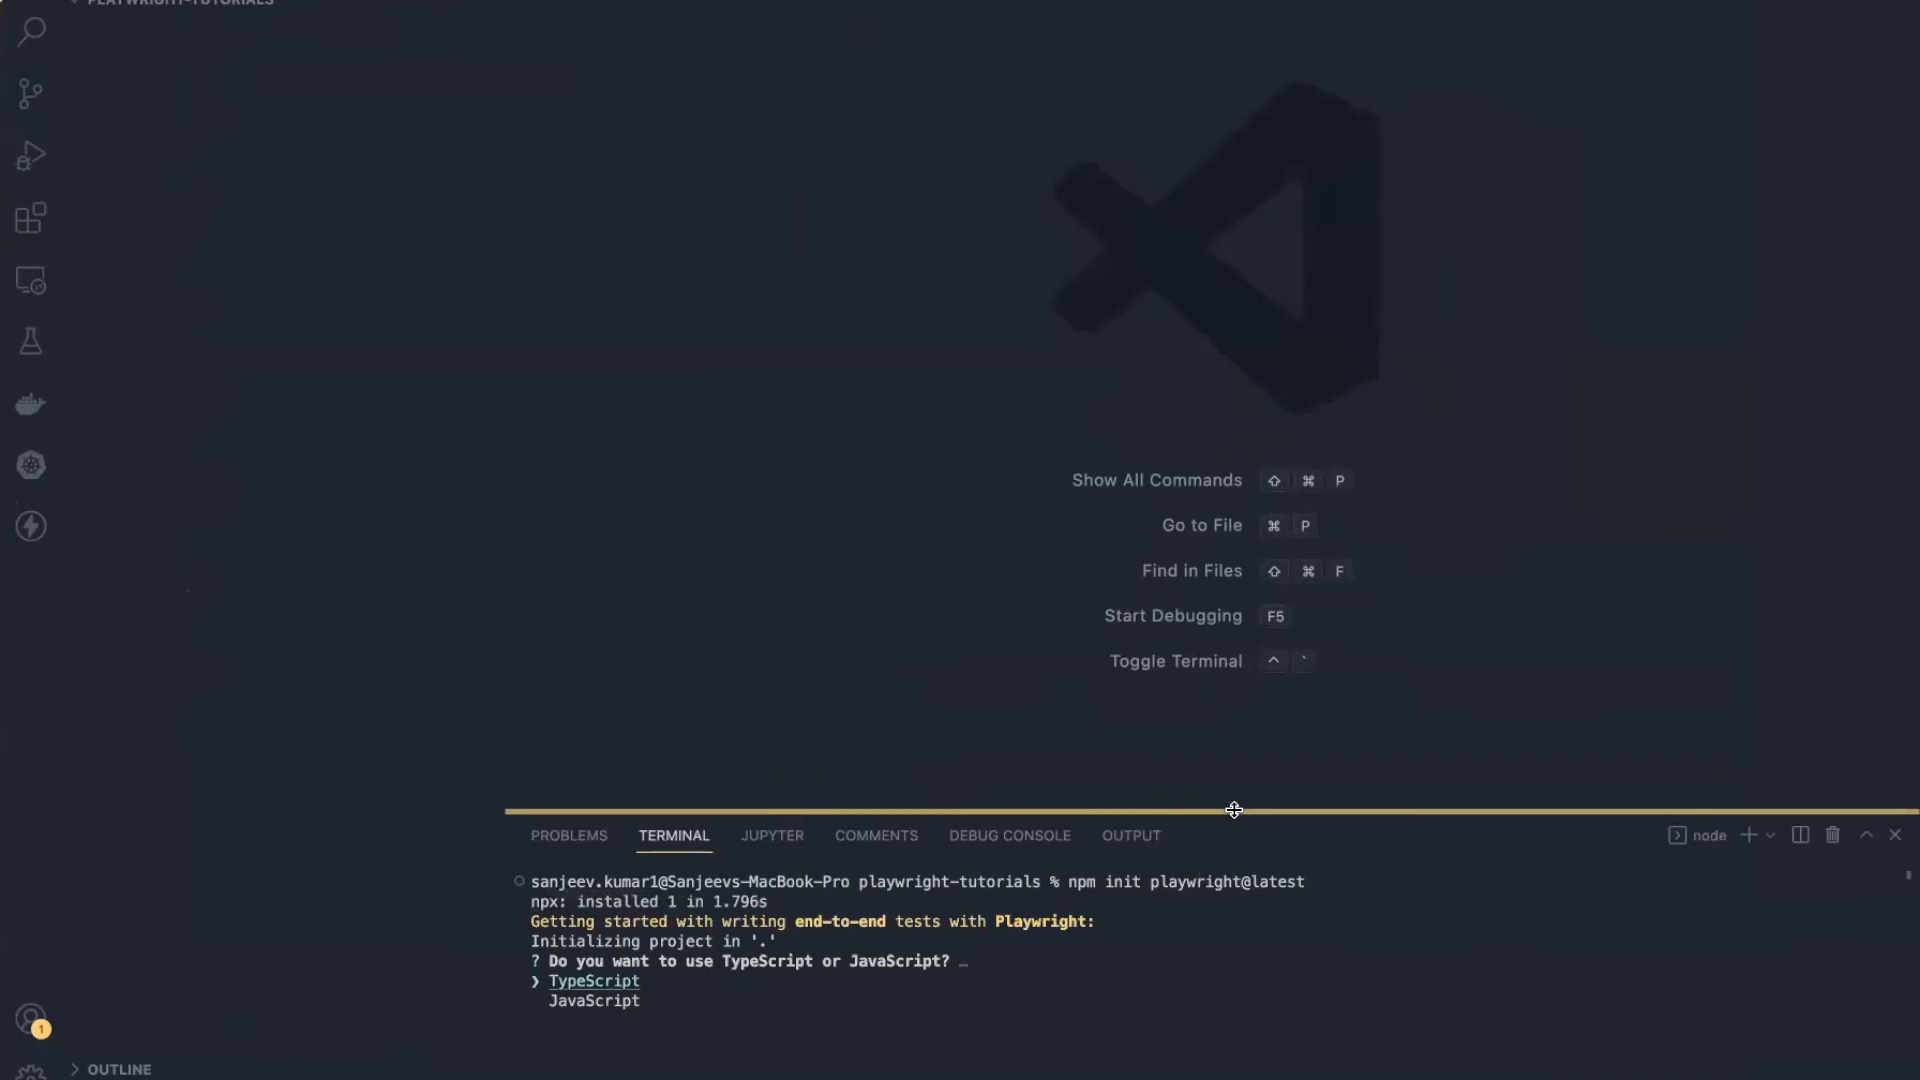 PLAYWRIGHT-TUTORIALS
Show All Commands ⇧ ⌘ P
Go to File ⌘ P
Find in Files ⇧ ⌘ F
Start Debugging F5
Toggle Terminal ^ `
PROBLEMS TERMINAL JUPYTER COMMENTS DEBUG CONSOLE OUTPUT node
sanjeev.kumar1@Sanjeevs-MacBook-Pro playwright-tutorials % npm init playwright@latest
npx: installed 1 in 1.796s
Getting started with writing end-to-end tests with Playwright:
Initializing project in '.'
? Do you want to use TypeScript or JavaScript? …
❯ TypeScript
JavaScript
1
OUTLINE